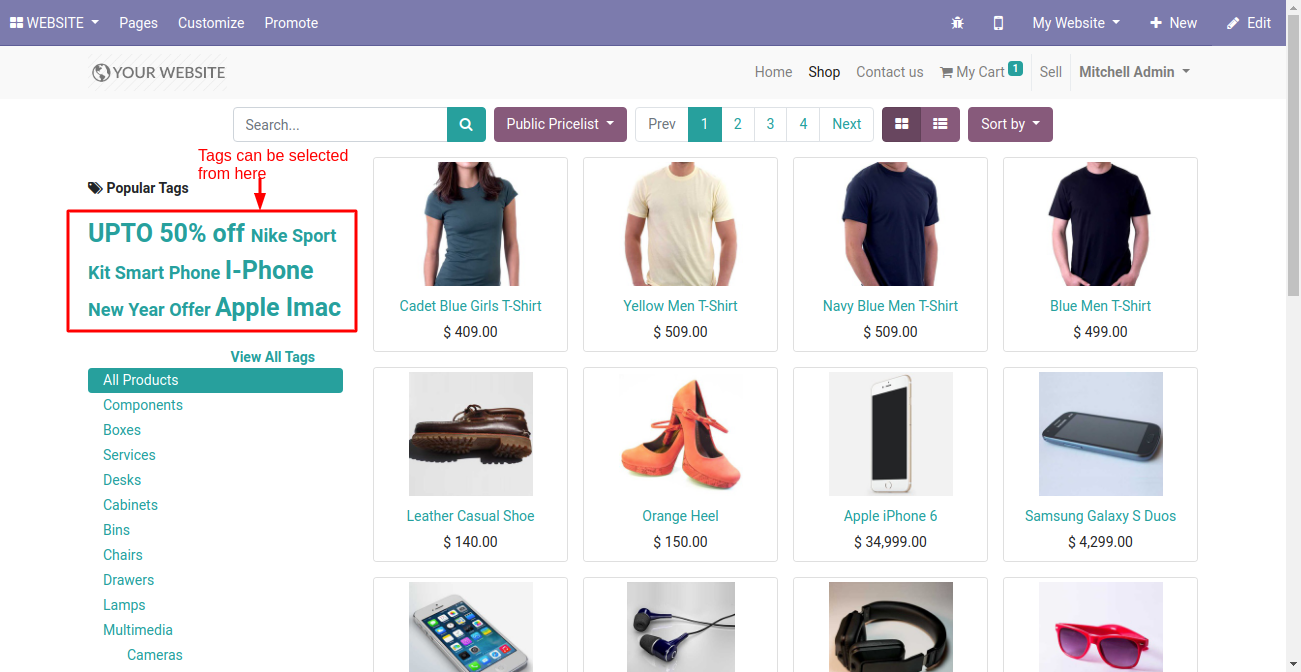 WEBSITE Pages Customize Promote My Website New Edit
YOUR WEBSITE Home Shop Contact us My Cart 1 Sell Mitchell Admin
Search... Public Pricelist Prev 1 2 3 4 Next Sort by
Tags can be selected
from here
Popular Tags
UPTO 50% off Nike Sport
Kit Smart Phone I-Phone
New Year Offer Apple Imac
View All Tags
All Products
Components
Boxes
Services
Desks
Cabinets
Bins
Chairs
Drawers
Lamps
Multimedia
Cameras
Cadet Blue Girls T-Shirt
$ 409.00
Yellow Men T-Shirt
$ 509.00
Navy Blue Men T-Shirt
$ 509.00
Blue Men T-Shirt
$ 499.00
Leather Casual Shoe
$ 140.00
Orange Heel
$ 150.00
Apple iPhone 6
$ 34,999.00
Samsung Galaxy S Duos
$ 4,299.00